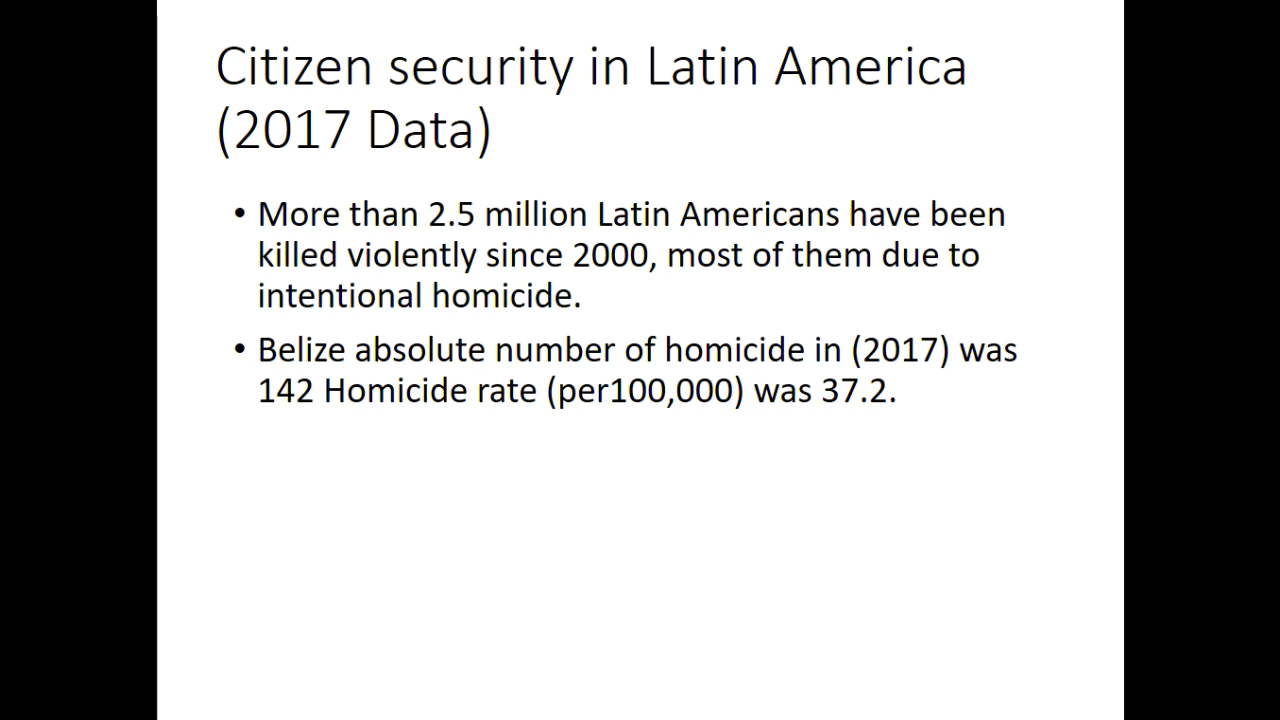 Citizen security in Latin America
(2017 Data)
• More than 2.5 million Latin Americans have been
killed violently since 2000, most of them due to
intentional homicide.
• Belize absolute number of homicide in (2017) was
142 Homicide rate (per100,000) was 37.2.